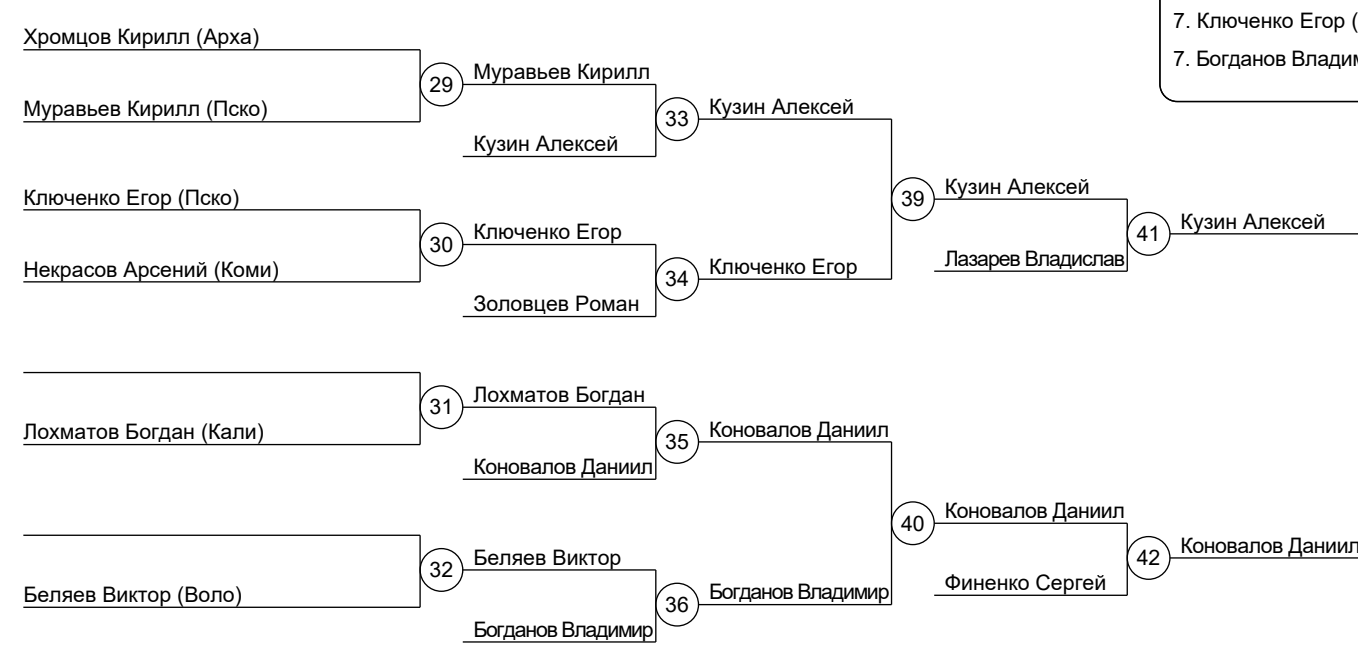 7. Ключенко Егор (
7. Богданов Влади
Хромцов Кирилл (Арха)
29
Муравьев Кирилл
Муравьев Кирилл (Пско)
33
Кузин Алексей
Кузин Алексей
Ключенко Егор (Пско)
39
Кузин Алексей
30
Ключенко Егор
41
Кузин Алексей
Некрасов Арсений (Коми)
34
Ключенко Егор
Лазарев Владислав
Золовцев Роман
31
Лохматов Богдан
Лохматов Богдан (Кали)
35
Коновалов Даниил
Коновалов Даниил
40
Коновалов Даниил
32
Беляев Виктор
42
Коновалов Даниил
Беляев Виктор (Воло)
36
Богданов Владимир
Финенко Сергей
Богданов Владимир